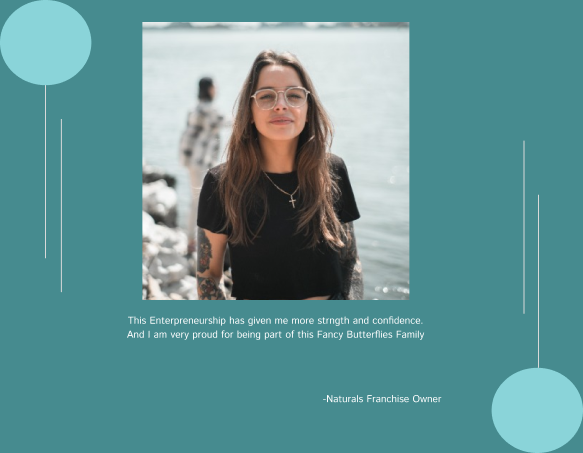 This Enterpreneurship has given me more strngth and confidence.
And I am very proud for being part of this Fancy Butterflies Family
-Naturals Franchise Owner